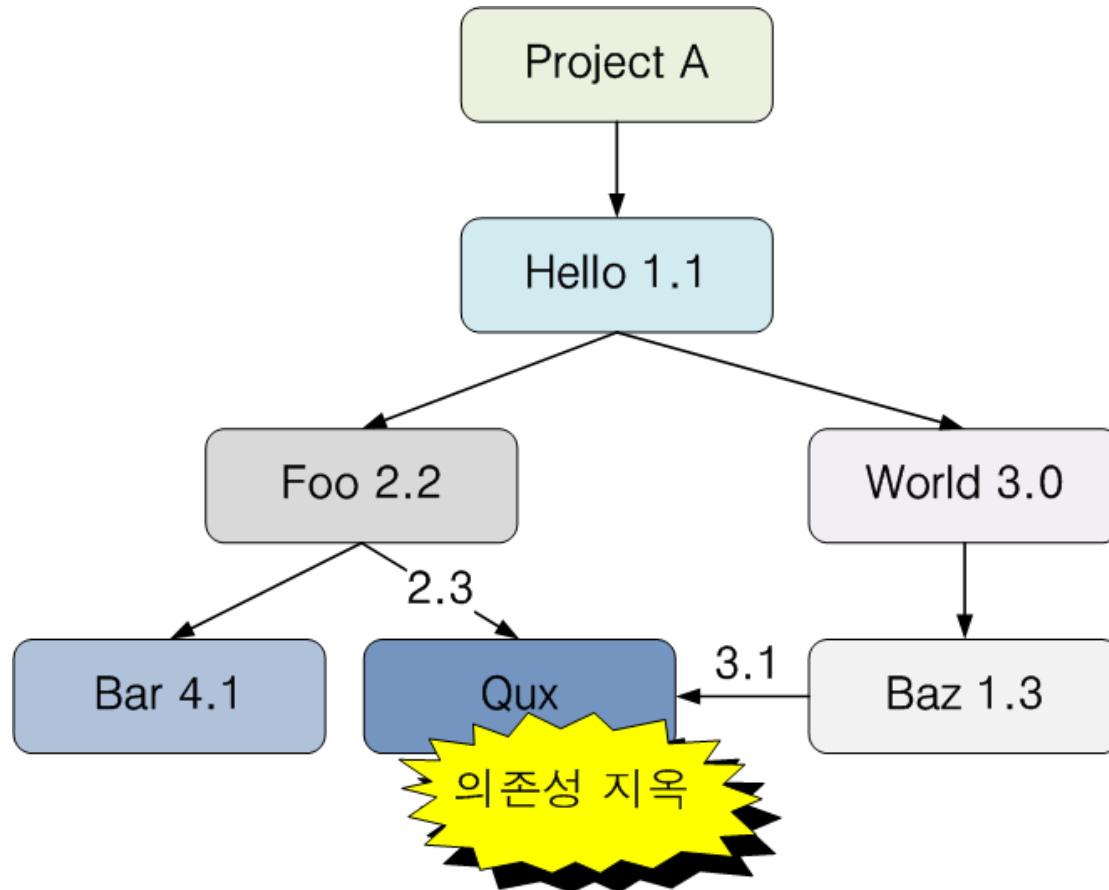 Project A
Hello 1.1
Foo 2.2
World 3.0
2.3
Bar 4.1
Qux
3.1
Baz 1.3
의존성 지옥